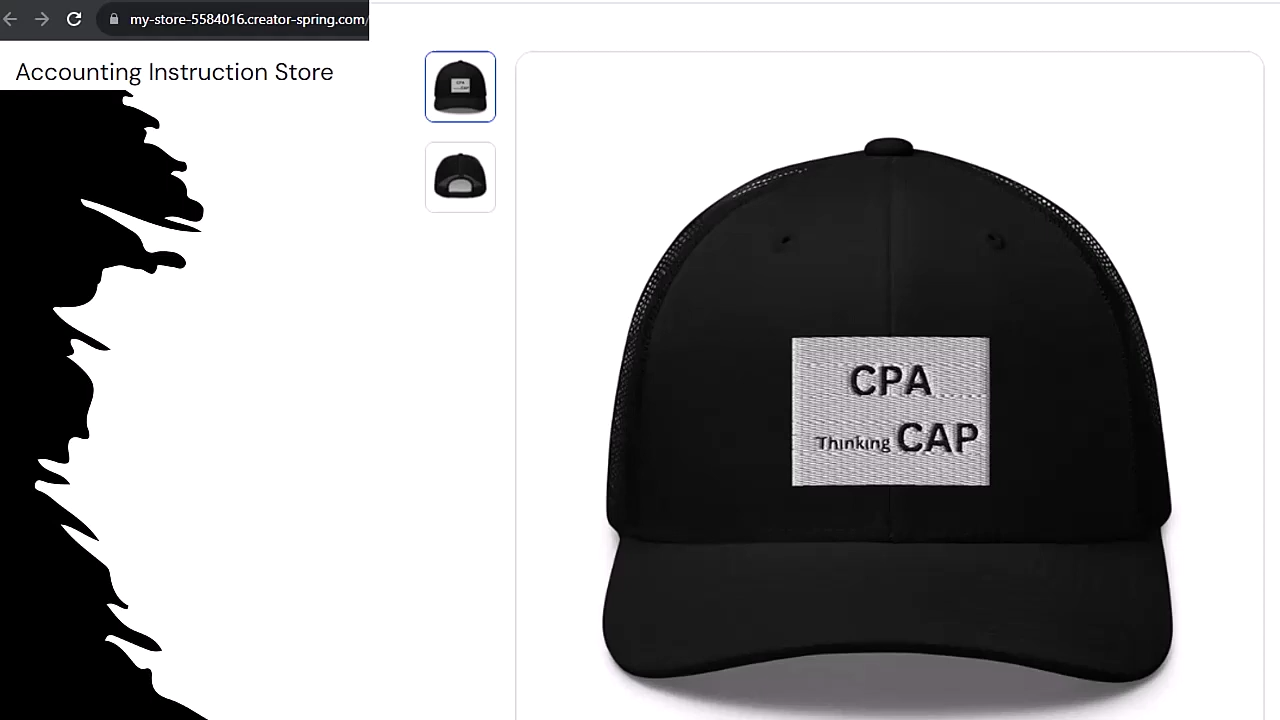 my-store-5584016.creator-spring.com/
Accounting Instruction Store
CPA.....
Thinking CAP